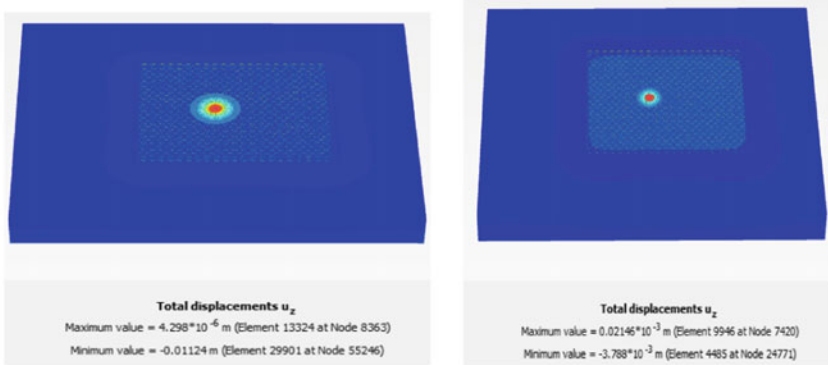 Total displacements u_z
Maximum value = 4.298*10^-6 m (Element 13324 at Node 8363)
Minimum value = -0.01124 m (Element 29901 at Node 55246)
Total displacements u_z
Maximum value = 0.02146*10^-3 m (Element 9946 at Node 7420)
Minimum value = -3.788*10^-3 m (Element 4485 at Node 24771)